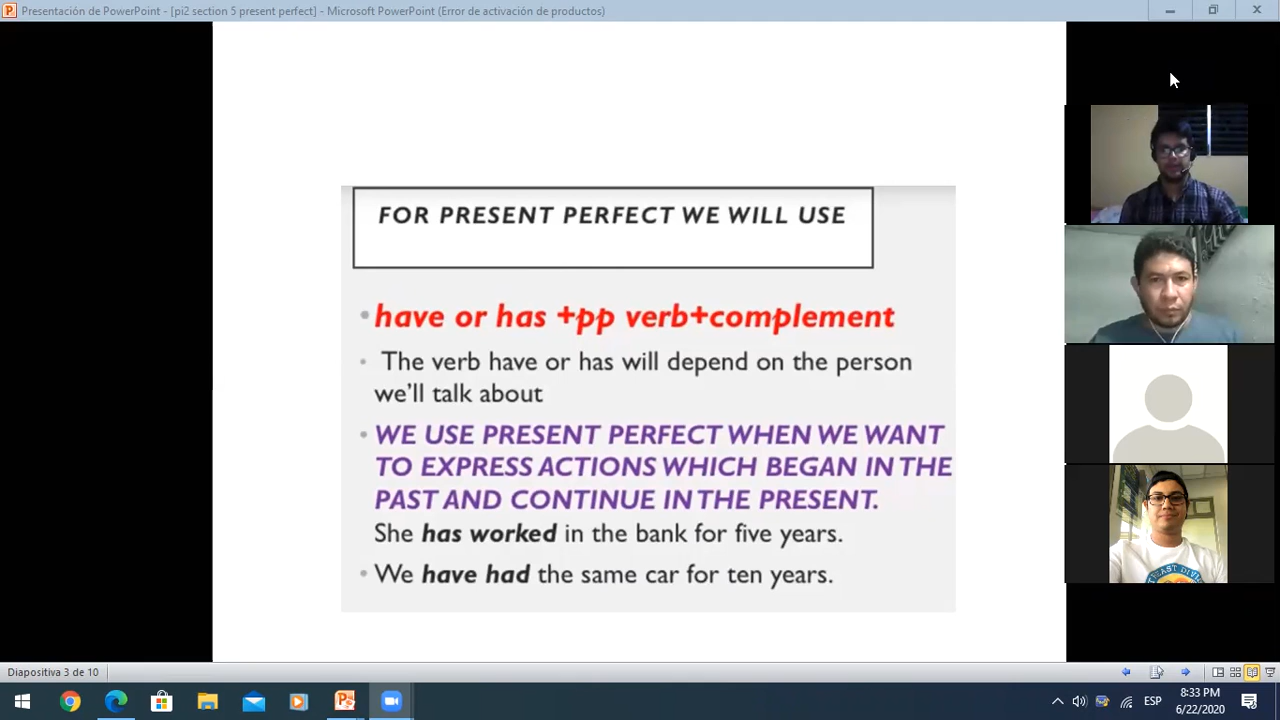 Presentación de PowerPoint - [pi2 section 5 present perfect] - Microsoft PowerPoint (Error de activación de productos)
FOR PRESENT PERFECT WE WILL USE
• have or has +pp verb+complement
• The verb have or has will depend on the person
we'll talk about
• WE USE PRESENT PERFECT WHEN WE WANT
TO EXPRESS ACTIONS WHICH BEGAN IN THE
PAST AND CONTINUE IN THE PRESENT.
She has worked in the bank for five years.
• We have had the same car for ten years.
Diapositiva 3 de 10
ESP
8:33 PM
6/22/2020